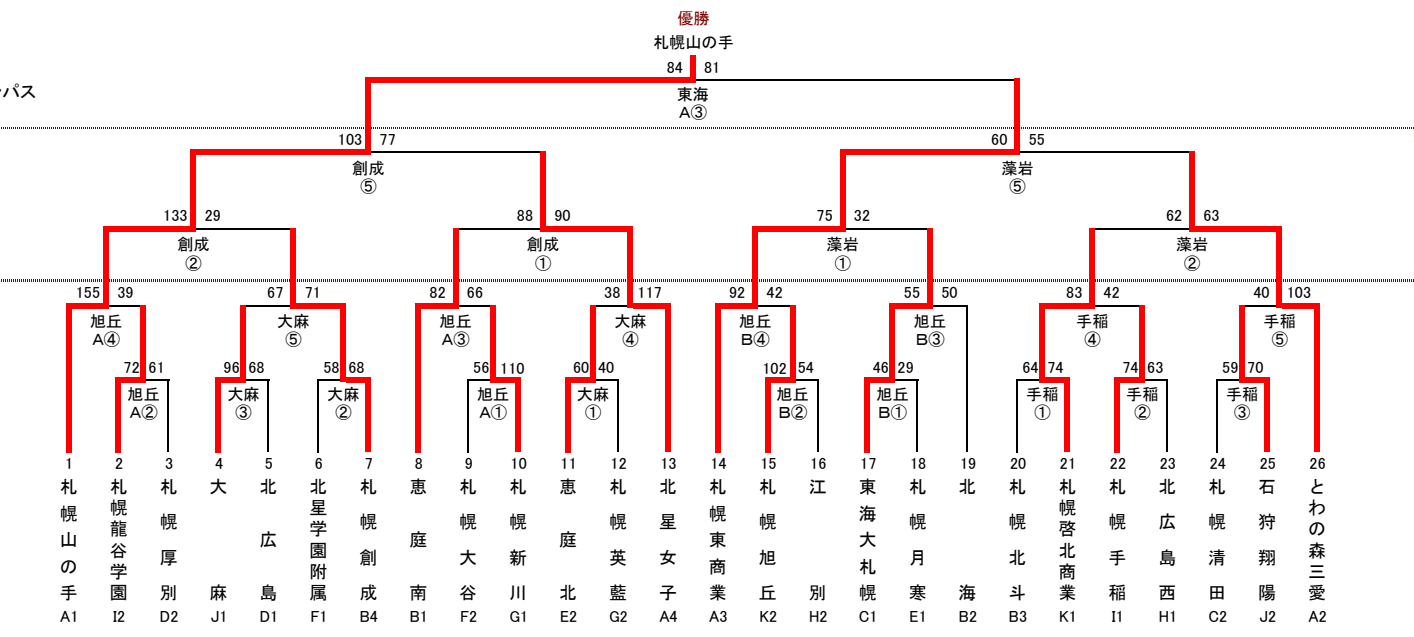 優勝
札幌山の手
84 81
パス
東海
A③
103 77 60 55
創成 藻岩
⑤ ⑤
133 29 88 90 75 32 62 63
創成 創成 藻岩 藻岩
② ① ① ②
155 39 67 71 82 66 38 117 92 42 55 50 83 42 40 103
旭丘 大麻 旭丘 大麻 旭丘 旭丘 手稲 手稲
A④ ⑤ A③ ④ B④ B③ ④ ⑤
72 61 96 68 58 68 56 110 60 40 102 54 46 29 64 74 74 63 59 70
旭丘 大麻 大麻 旭丘 大麻 旭丘 旭丘 手稲 手稲 手稲
A② ③ ② A① ① B② B① ① ② ③
1 2 3 4 5 6 7 8 9 10 11 12 13 14 15 16 17 18 19 20 21 22 23 24 25 26
札幌山の手
札幌龍谷学園
札幌厚別
大麻
北広島
北星学園附属
札幌創成
恵庭南
札幌大谷
札幌新川
恵庭北
札幌英藍
北星女子
札幌東商業
札幌旭丘
江別
東海大札幌
札幌月寒
北海
札幌北斗
札幌啓北商業
札幌手稲
北広島西
札幌清田
石狩翔陽
とわの森三愛
A1 I2 D2 J1 D1 F1 B4 B1 F2 G1 E2 G2 A4 A3 K2 H2 C1 E1 B2 B3 K1 I1 H1 C2 J2 A2